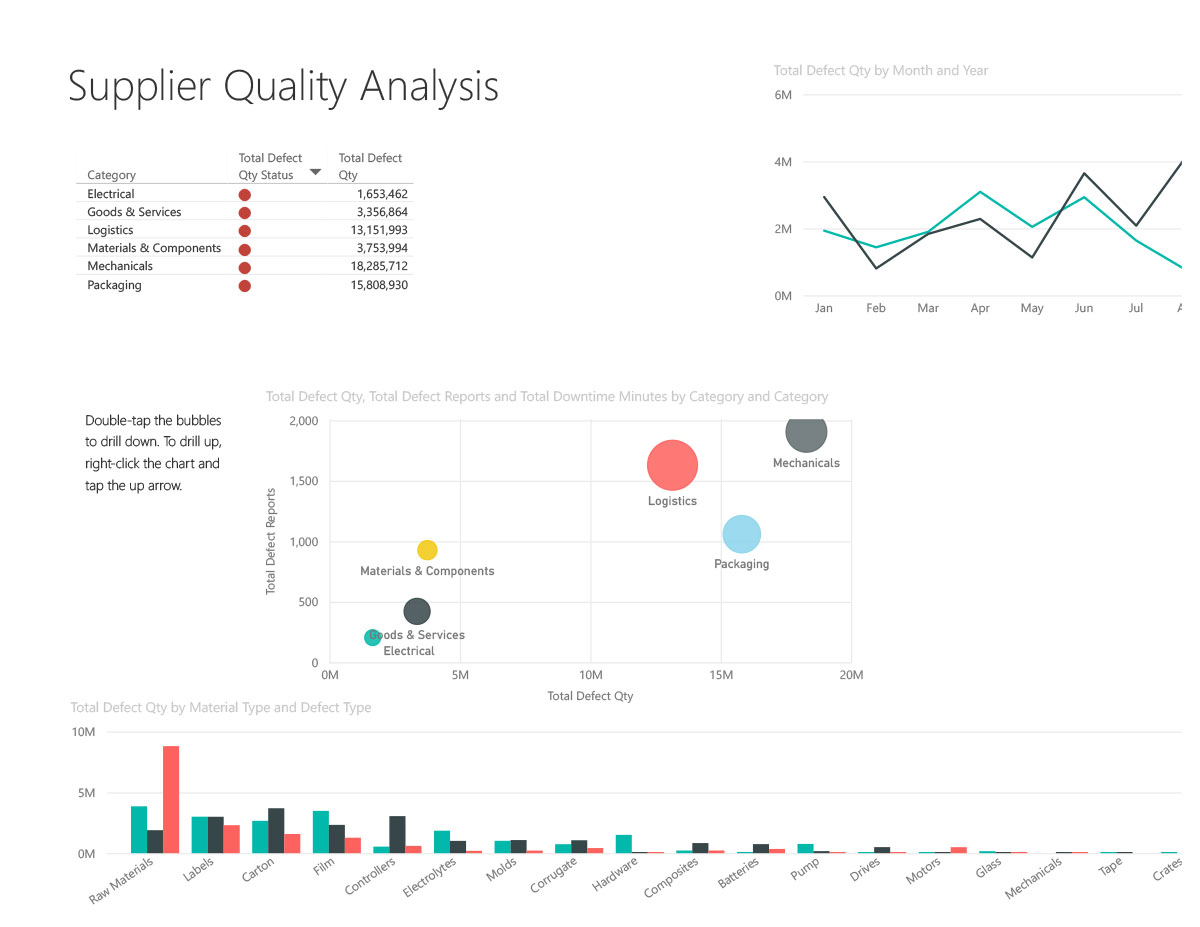 Supplier Quality Analysis
Category Total Defect Qty Status Total Defect Qty
Electrical 1,653,462
Goods & Services 3,356,864
Logistics 13,151,993
Materials & Components 3,753,994
Mechanicals 18,285,712
Packaging 15,808,930
Total Defect Qty by Month and Year
6M
4M
2M
0M
Jan Feb Mar Apr May Jun Jul A
Double-tap the bubbles
to drill down. To drill up,
right-click the chart and
tap the up arrow.
Total Defect Qty, Total Defect Reports and Total Downtime Minutes by Category and Category
Total Defect Reports
2,000
1,500
1,000
500
0
Mechanicals
Logistics
Packaging
Materials & Components
Goods & Services
Electrical
0M 5M 10M 15M 20M
Total Defect Qty
Total Defect Qty by Material Type and Defect Type
10M
5M
0M
Raw Materials Labels Carton Film Controllers Electrolytes Molds Corrugate Hardware Composites Batteries Pump Drives Motors Glass Mechanicals Tape Crates